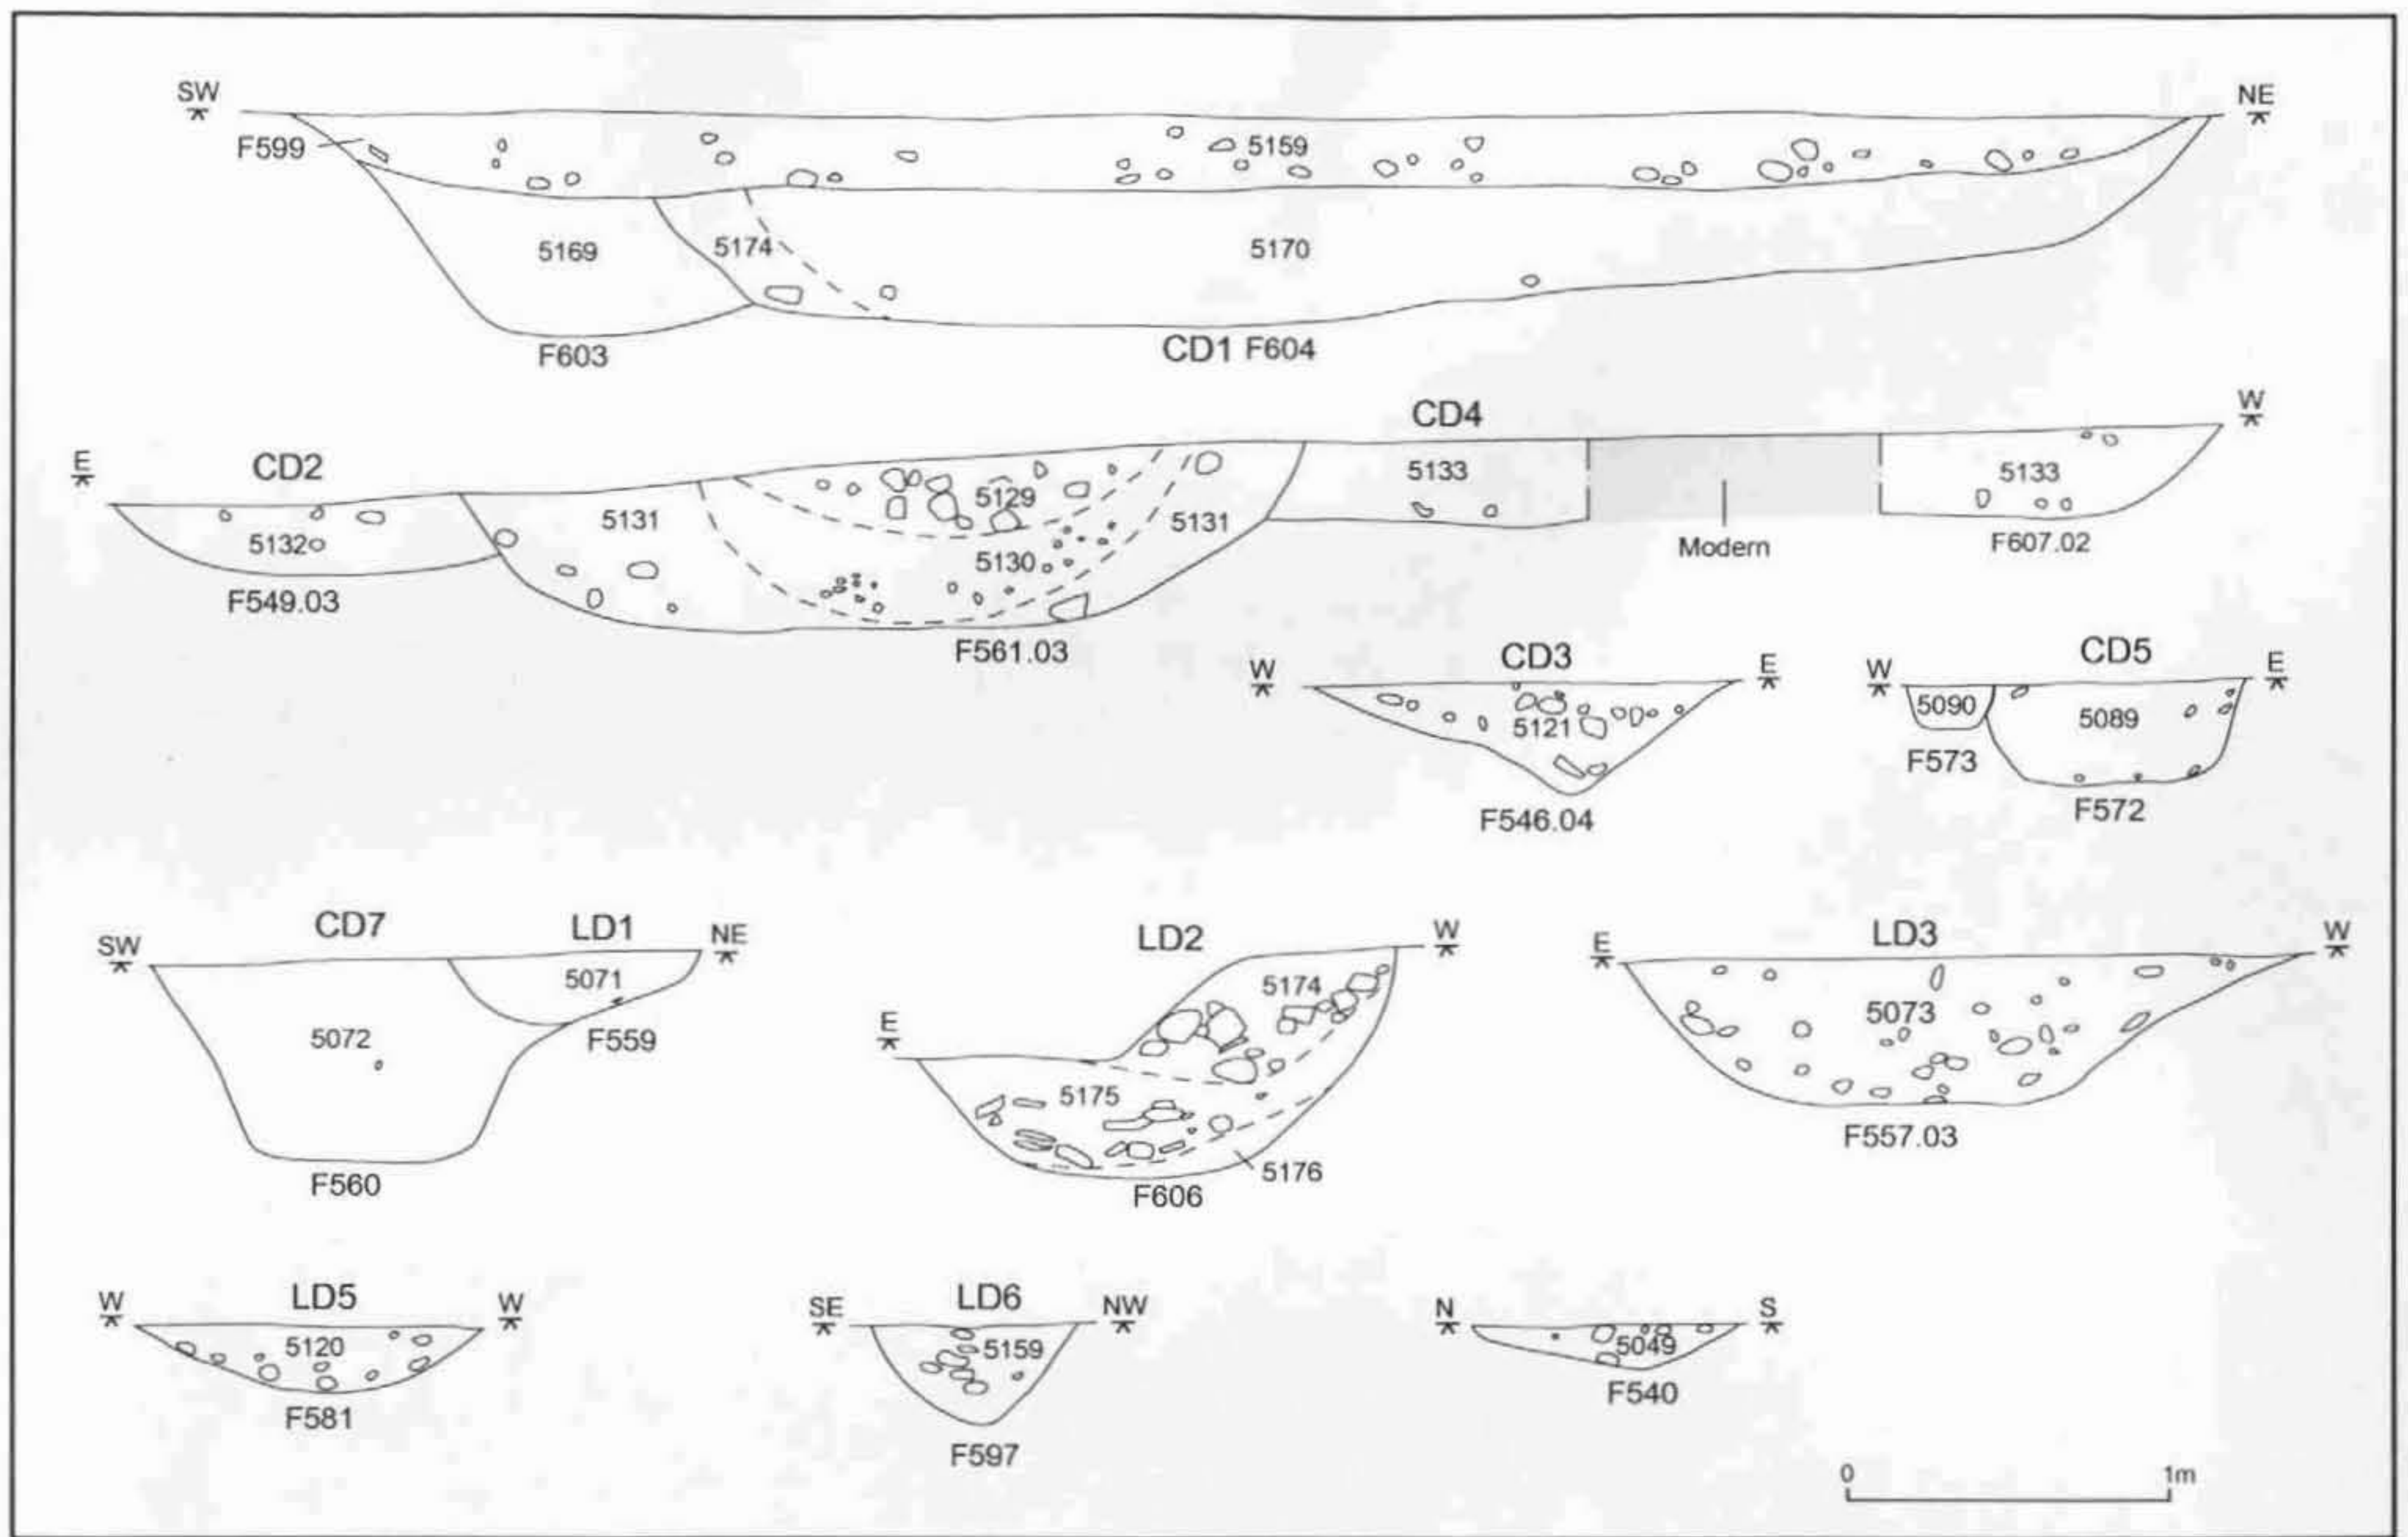 SW
NE
F599
5159
5169
5174
5170
F603
CD1 F604
CD4
W
E
CD2
5129
5133
5133
5131
5131
5132
5130
Modern
F607.02
F549.03
F561.03
W
CD3
E
W
CD5
E
5121
5090
5089
F573
F546.04
F572
SW
CD7
LD1
NE
5071
5072
F559
F560
LD2
W
5174
E
5175
5176
F606
E
LD3
W
5073
F557.03
W
LD5
W
5120
F581
SE
LD6
NW
5159
F597
N
S
5049
F540
0
1m